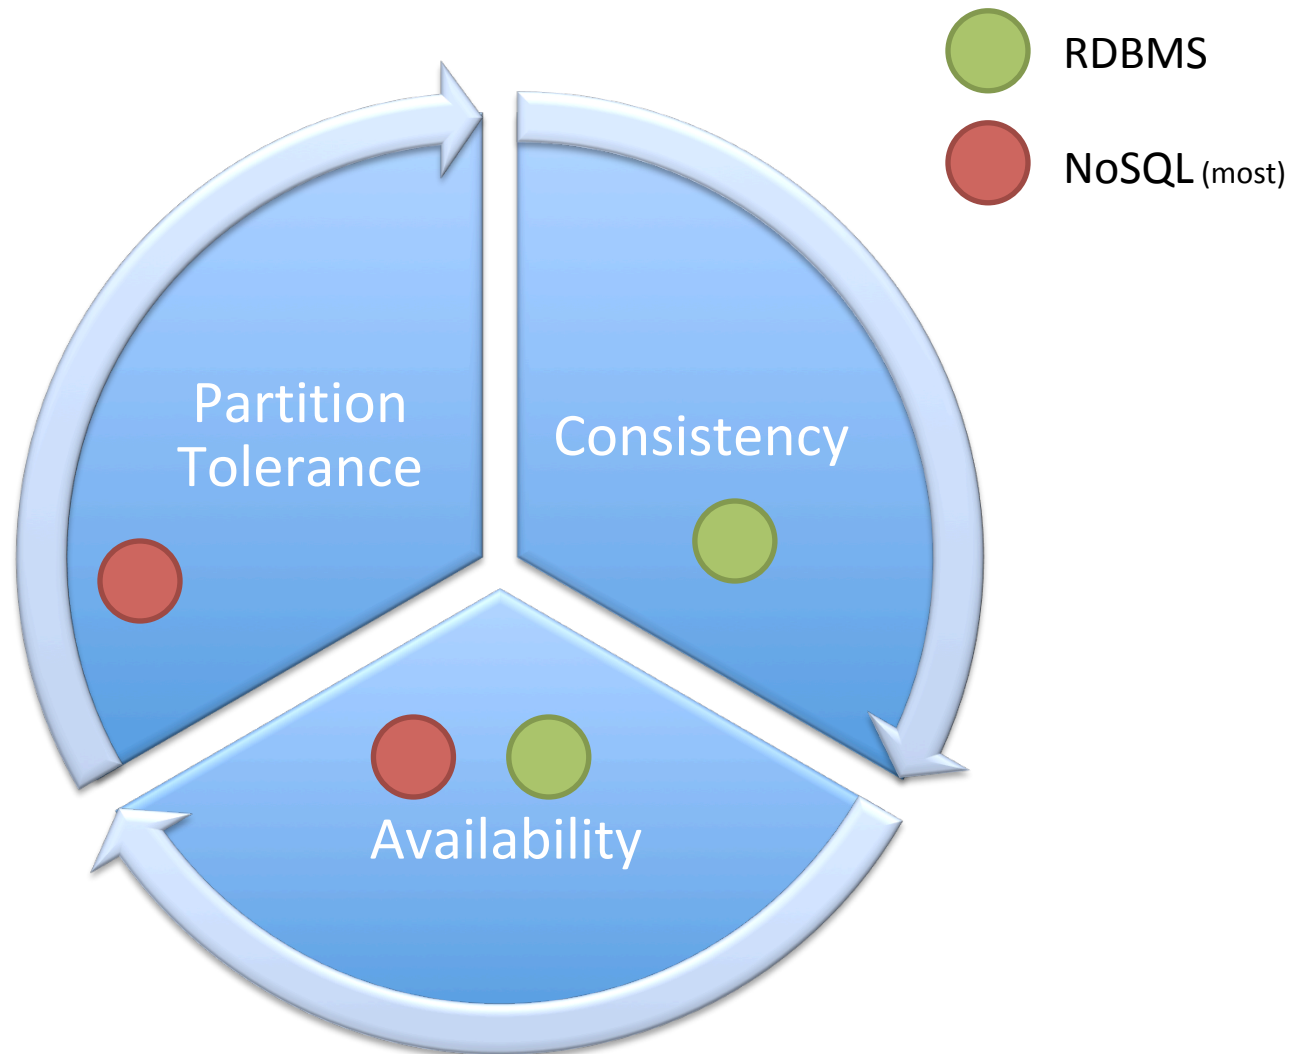 RDBMS
NoSQL (most)
Partition
Tolerance
Consistency
Availability